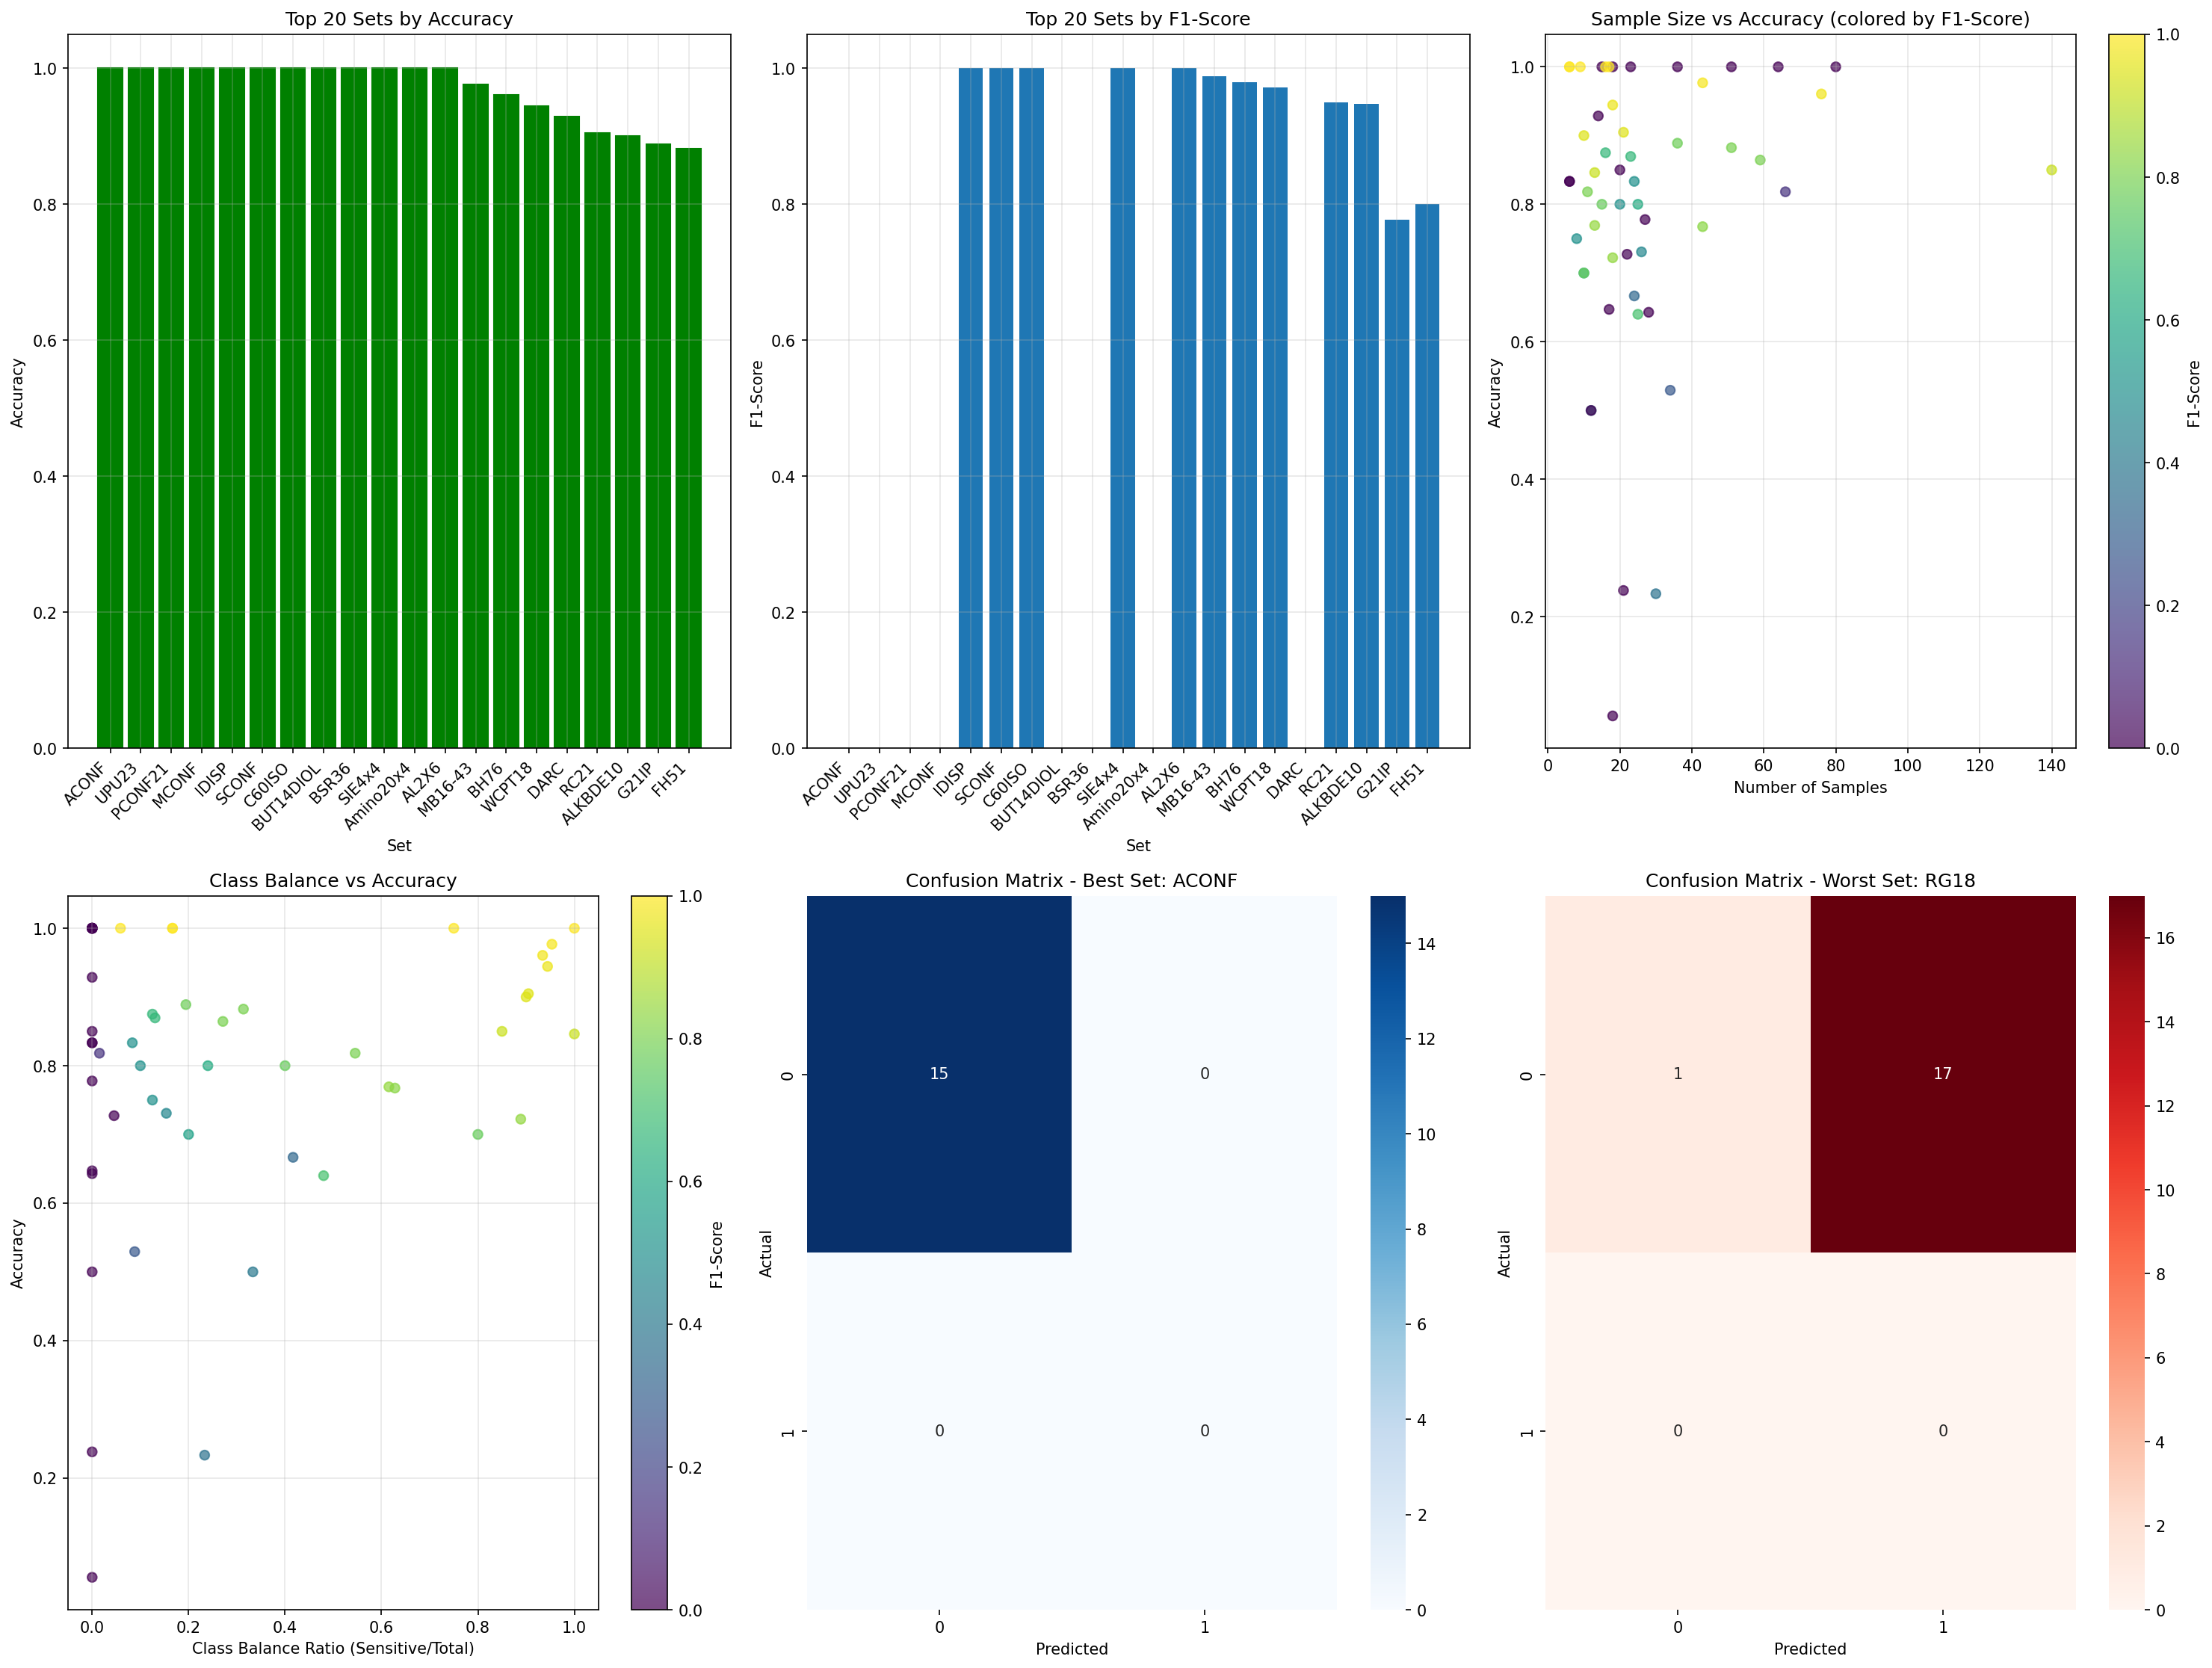 Top 20 Sets by Accuracy
Accuracy
1.0
0.8
0.6
0.4
0.2
0.0
ACONF
UPU23
PCONF21
MCONF
IDISP
SCONF
C60ISO
BUT14DIOL
BSR36
SIE4x4
Amino20x4
AL2X6
MB16-43
BH76
WCPT18
DARC
RC21
ALKBDE10
G21IP
FH51
Set
Top 20 Sets by F1-Score
F1-Score
1.0
0.8
0.6
0.4
0.2
0.0
ACONF
UPU23
PCONF21
MCONF
IDISP
SCONF
C60ISO
BUT14DIOL
BSR36
SIE4x4
Amino20x4
AL2X6
MB16-43
BH76
WCPT18
DARC
RC21
ALKBDE10
G21IP
FH51
Set
Sample Size vs Accuracy (colored by F1-Score)
Accuracy
1.0
0.8
0.6
0.4
0.2
0 20 40 60 80 100 120 140
Number of Samples
1.0
0.8
0.6
0.4
0.2
0.0
F1-Score
Class Balance vs Accuracy
Accuracy
1.0
0.8
0.6
0.4
0.2
0.0 0.2 0.4 0.6 0.8 1.0
Class Balance Ratio (Sensitive/Total)
1.0
0.8
0.6
0.4
0.2
0.0
F1-Score
Confusion Matrix - Best Set: ACONF
Actual
0
1
15 0
0 0
0 1
Predicted
14
12
10
8
6
4
2
0
Confusion Matrix - Worst Set: RG18
Actual
0
1
1 17
0 0
0 1
Predicted
16
14
12
10
8
6
4
2
0